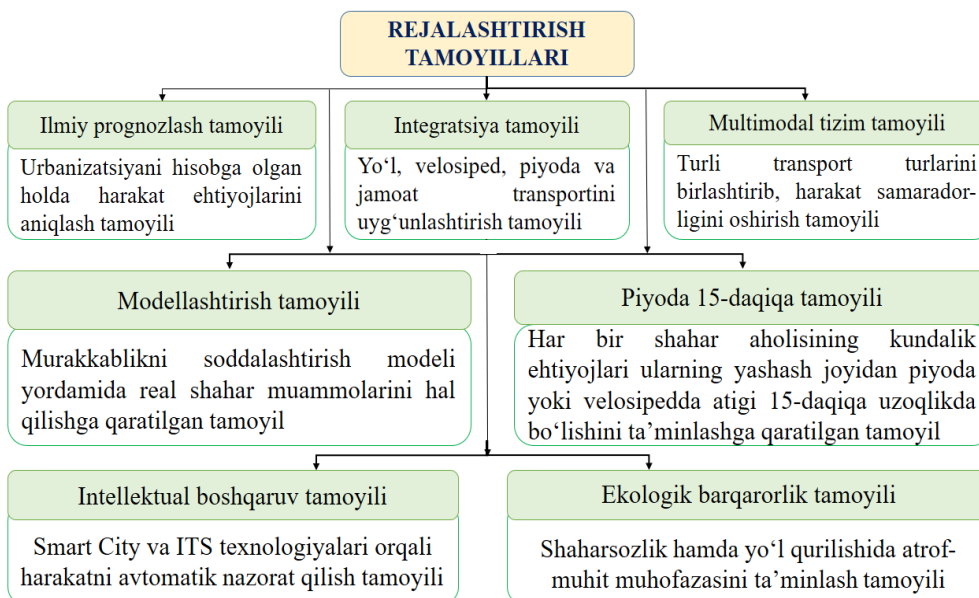 REJALASHTIRISH
TAMOYILLARI
Ilmiy prognozlash tamoyili
Urbanizatsiyani hisobga olgan
holda harakat ehtiyojlarini
aniqlash tamoyili
Integratsiya tamoyili
Yo‘l, velosiped, piyoda va
jamoat transportini
uyg‘unlashtirish tamoyili
Multimodal tizim tamoyili
Turli transport turlarini
birlashtirib, harakat samarador-
ligini oshirish tamoyili
Modellashtirish tamoyili
Murakkablikni soddalashtirish modeli
yordamida real shahar muammolarini hal
qilishga qaratilgan tamoyil
Piyoda 15-daqiqa tamoyili
Har bir shahar aholisining kundalik
ehtiyojlari ularning yashash joyidan piyoda
yoki velosipedda atigi 15-daqiqa uzoqlikda
bo‘lishini ta’minlashga qaratilgan tamoyil
Intellektual boshqaruv tamoyili
Smart City va ITS texnologiyalari orqali
harakatni avtomatik nazorat qilish tamoyili
Ekologik barqarorlik tamoyili
Shaharsozlik hamda yo‘l qurilishida atrof-
muhit muhofazasini ta’minlash tamoyili